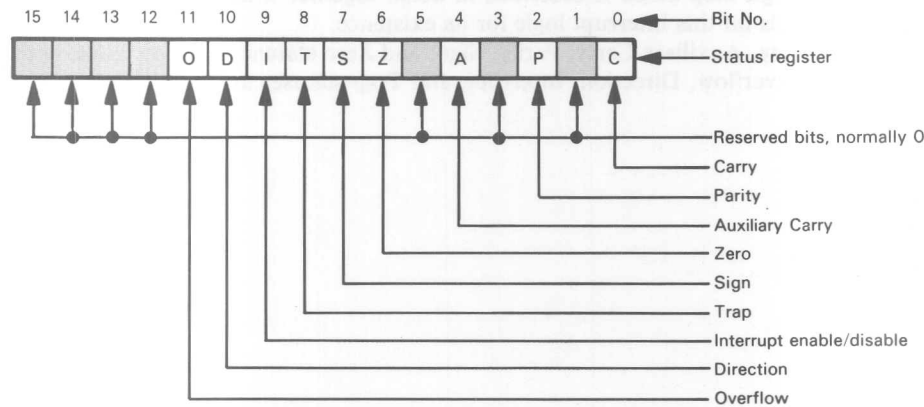 15 14 13 12 11 10 9 8 7 6 5 4 3 2 1 0 Bit No.
O D I T S Z A P C Status register
Reserved bits, normally 0
Carry
Parity
Auxiliary Carry
Zero
Sign
Trap
Interrupt enable/disable
Direction
Overflow